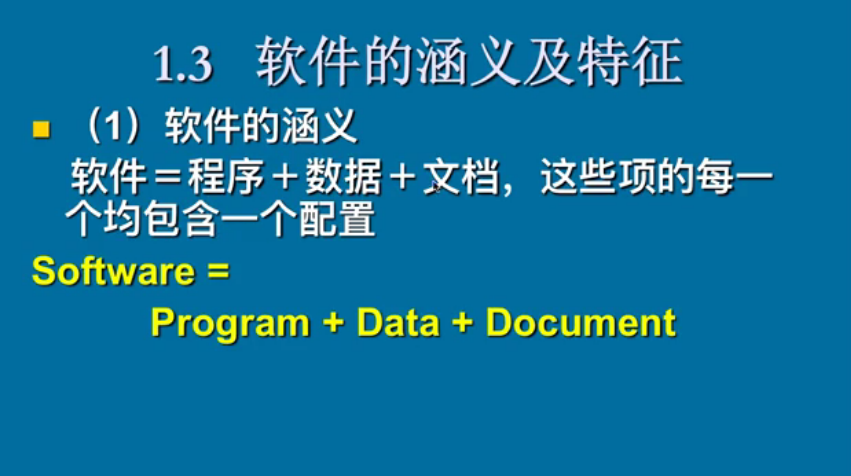 1.3 软件的涵义及特征
（1）软件的涵义
软件＝程序＋数据＋文档，这些项的每一
个均包含一个配置
Software =
Program + Data + Document